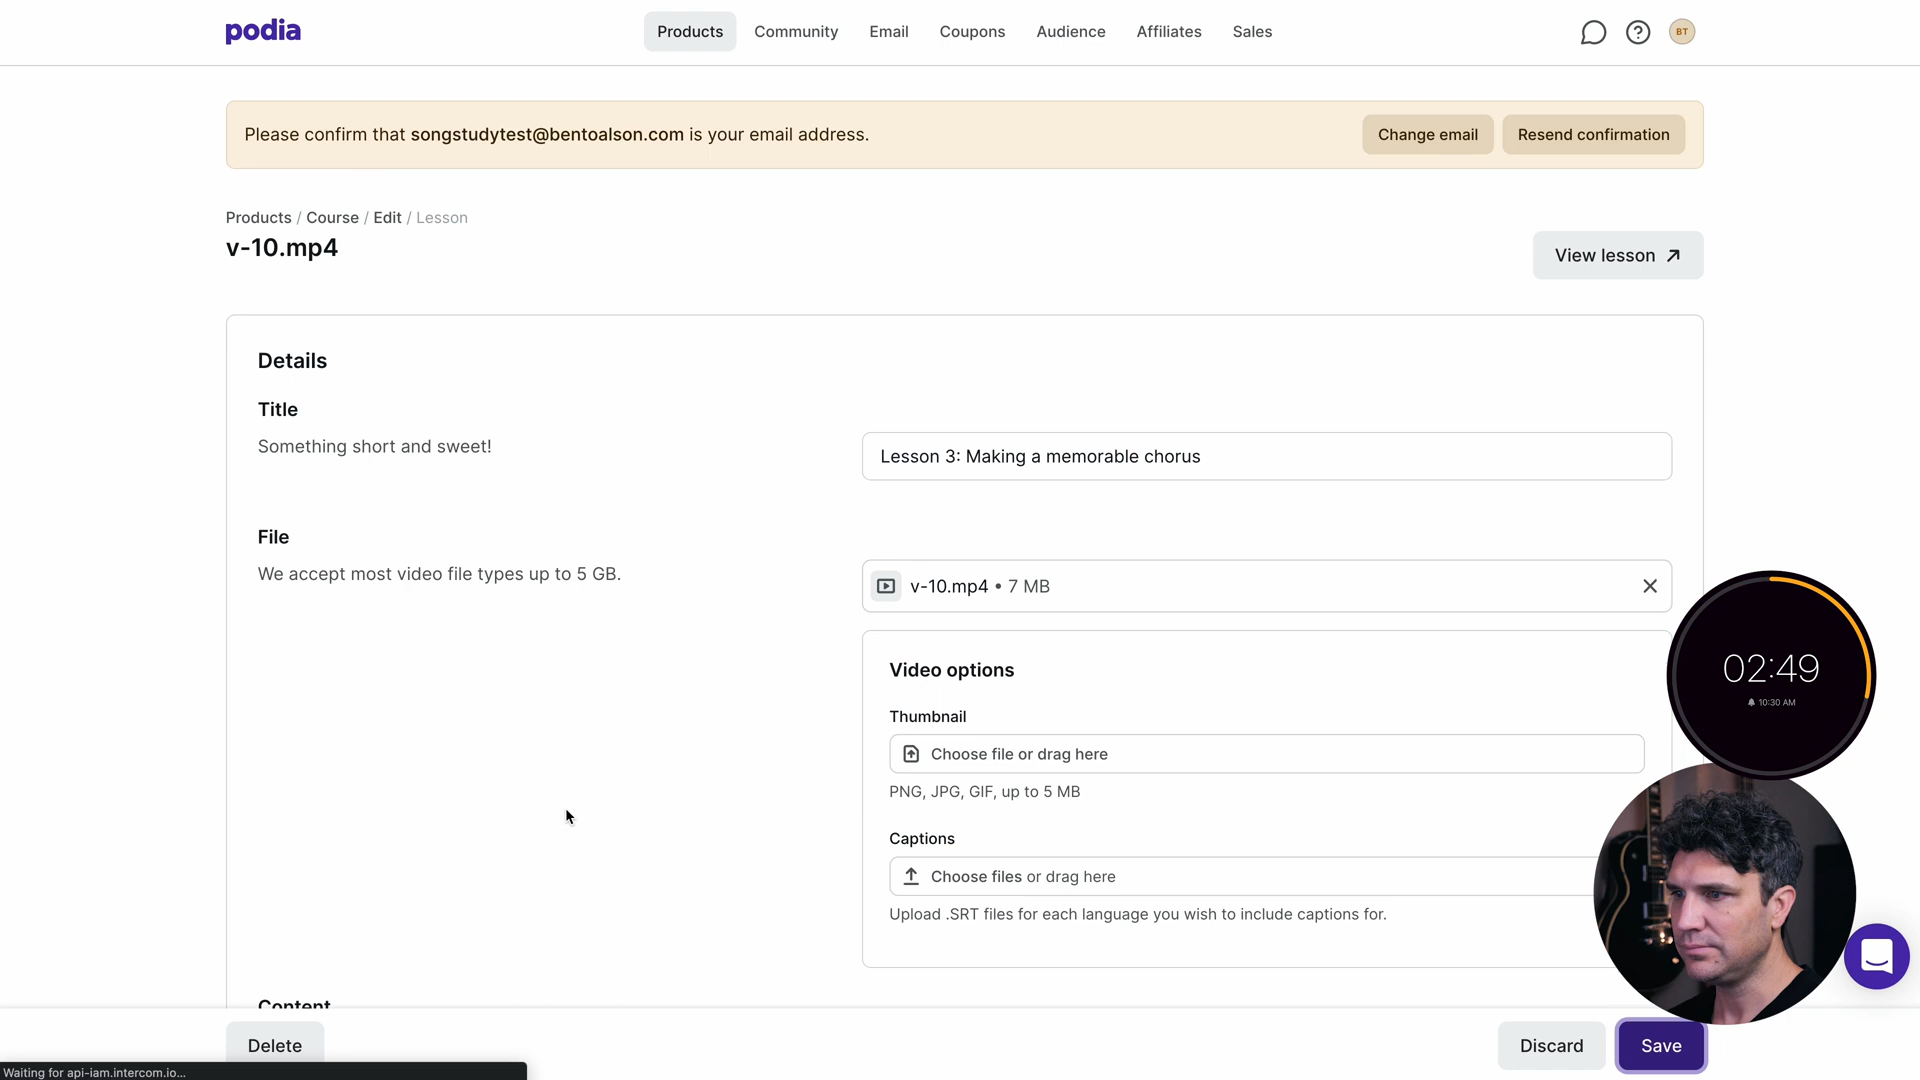 podia
Products
Community
Email
Coupons
Audience
Affiliates
Sales
BT
Please confirm that songstudytest@bentoalson.com is your email address.
Change email
Resend confirmation
Products / Course / Edit / Lesson
v-10.mp4
View lesson
Details
Title
Something short and sweet!
Lesson 3: Making a memorable chorus
File
We accept most video file types up to 5 GB.
v-10.mp4 • 7 MB
Video options
02:49
10:30 AM
Thumbnail
Choose file or drag here
PNG, JPG, GIF, up to 5 MB
Captions
Choose files or drag here
Upload .SRT files for each language you wish to include captions for.
Content
Delete
Discard
Save
Waiting for api-iam.intercom.io...